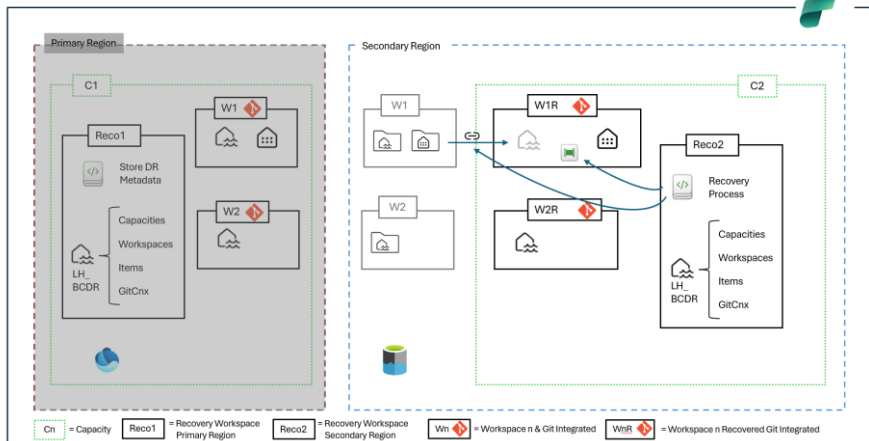 Primary Region
C1
Reco1
</>
Store DR
Metadata
Capacities
Workspaces
Items
GitCnx
LH_
BCDR
W1
W2
Secondary Region
W1
W2
C2
W1R
W2R
Reco2
</>
Recovery
Process
Capacities
Workspaces
Items
GitCnx
LH_
BCDR
Cn = Capacity
Reco1 = Recovery Workspace
Primary Region
Reco2 = Recovery Workspace
Secondary Region
Wn = Workspace n & Git Integrated
WnR = Workspace n Recovered Git Integrated